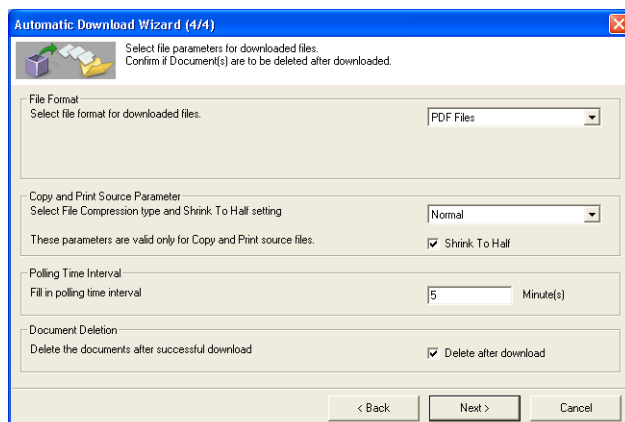 Automatic Download Wizard (4/4)
Select file parameters for downloaded files.
Confirm if Document(s) are to be deleted after downloaded.
File Format
Select file format for downloaded files.
PDF Files
Copy and Print Source Parameter
Select File Compression type and Shrink To Half setting
Normal
These parameters are valid only for Copy and Print source files.
Shrink To Half
Polling Time Interval
Fill in polling time interval
5 Minute(s)
Document Deletion
Delete the documents after successful download
Delete after download
< Back Next > Cancel